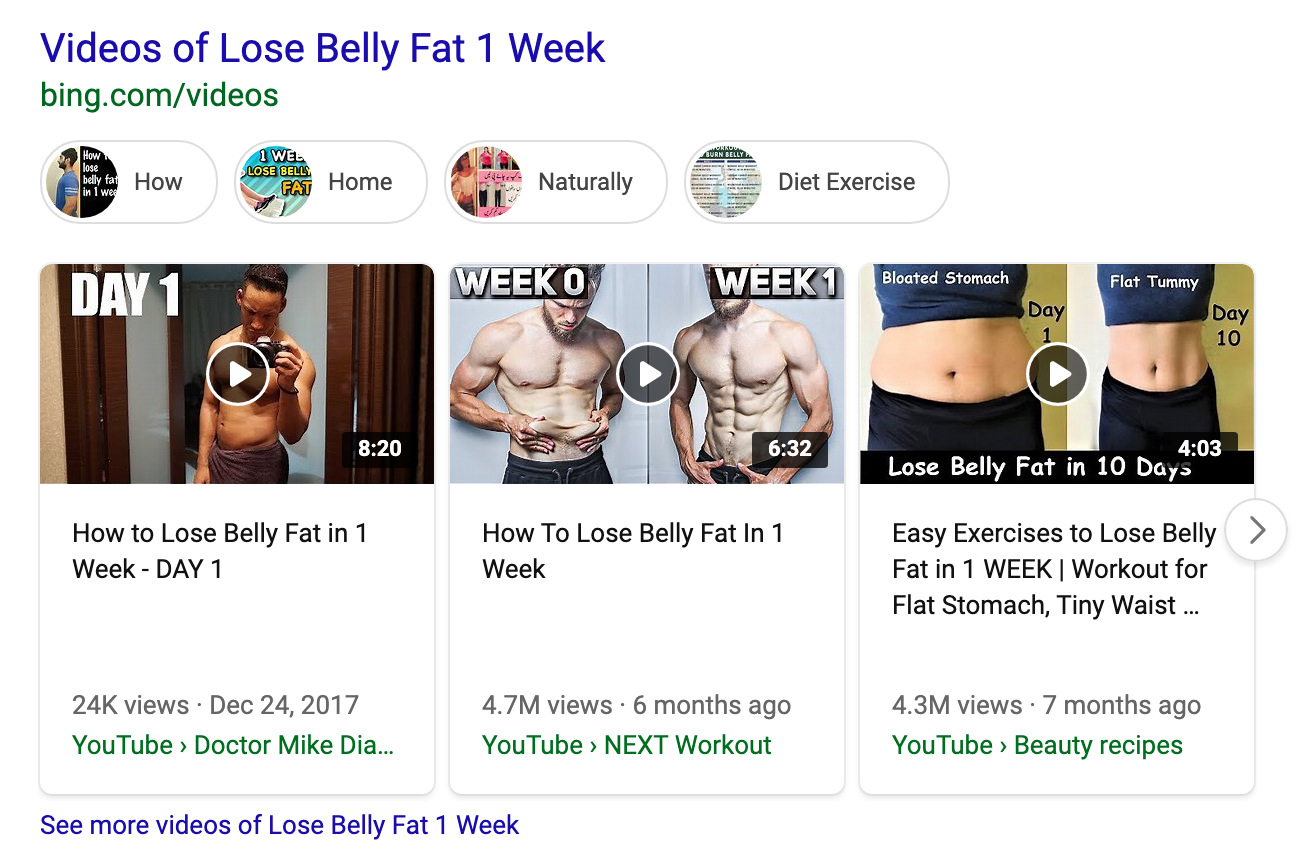 Videos of Lose Belly Fat 1 Week
bing.com/videos
How
lose
belly fat
in 1 week
How
1 WEE
LOSE BELLY
FAT
Home
Naturally
BURN BELLY F
Diet Exercise
DAY 1
8:20
How to Lose Belly Fat in 1
Week - DAY 1
24K views · Dec 24, 2017
YouTube › Doctor Mike Dia...
WEEK 0
WEEK 1
6:32
How To Lose Belly Fat In 1
Week
4.7M views · 6 months ago
YouTube › NEXT Workout
Bloated Stomach
Flat Tummy
Day
1
Day
10
4:03
Lose Belly Fat in 10 Days
Easy Exercises to Lose Belly
Fat in 1 WEEK | Workout for
Flat Stomach, Tiny Waist ...
4.3M views · 7 months ago
YouTube › Beauty recipes
See more videos of Lose Belly Fat 1 Week